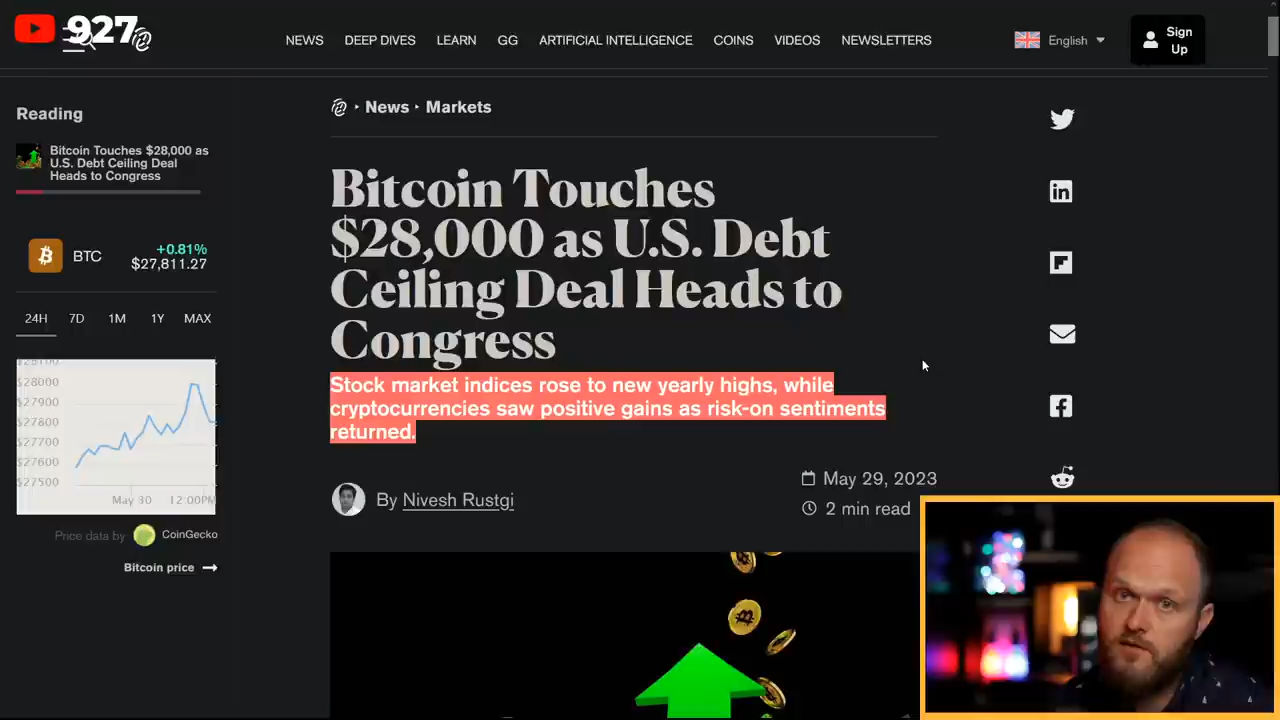 927
NEWS
DEEP DIVES
LEARN
GG
ARTIFICIAL INTELLIGENCE
COINS
VIDEOS
NEWSLETTERS
English
Sign
Up
Reading
Bitcoin Touches $28,000 as
U.S. Debt Ceiling Deal
Heads to Congress
BTC
+0.81%
$27,811.27
24H
7D
1M
1Y
MAX
$28000
$27900
$27800
$27700
$27600
$27500
May 30
12:00PM
Price data by
CoinGecko
Bitcoin price
News
Markets
Bitcoin Touches
$28,000 as U.S. Debt
Ceiling Deal Heads to
Congress
Stock market indices rose to new yearly highs, while
cryptocurrencies saw positive gains as risk-on sentiments
returned.
By Nivesh Rustgi
May 29, 2023
2 min read